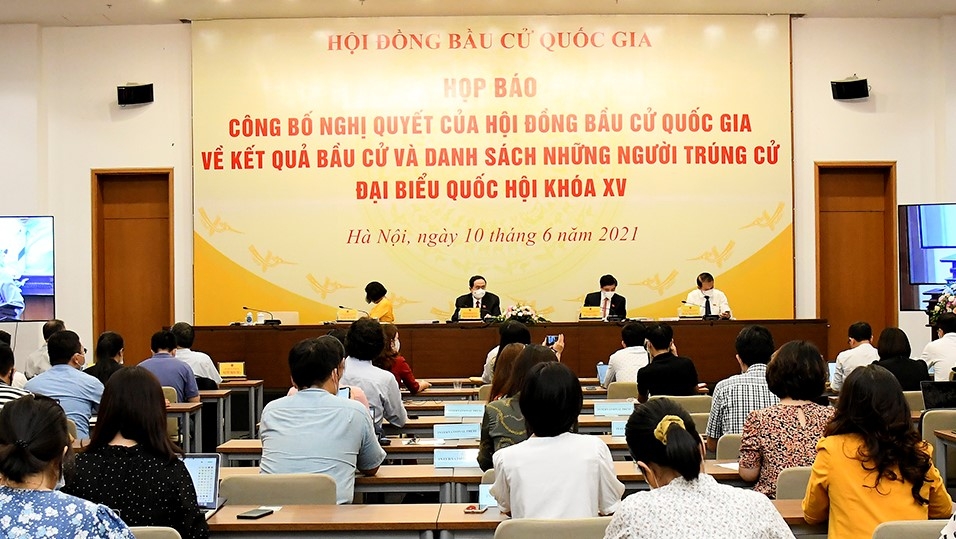 HỘI ĐỒNG BẦU CỬ QUỐC GIA
HỌP BÁO
CÔNG BỐ NGHỊ QUYẾT CỦA HỘI ĐỒNG BẦU CỬ QUỐC GIA
VỀ KẾT QUẢ BẦU CỬ VÀ DANH SÁCH NHỮNG NGƯỜI TRÚNG CỬ
ĐẠI BIỂU QUỐC HỘI KHÓA XV
Hà Nội, ngày 10 tháng 6 năm 2021